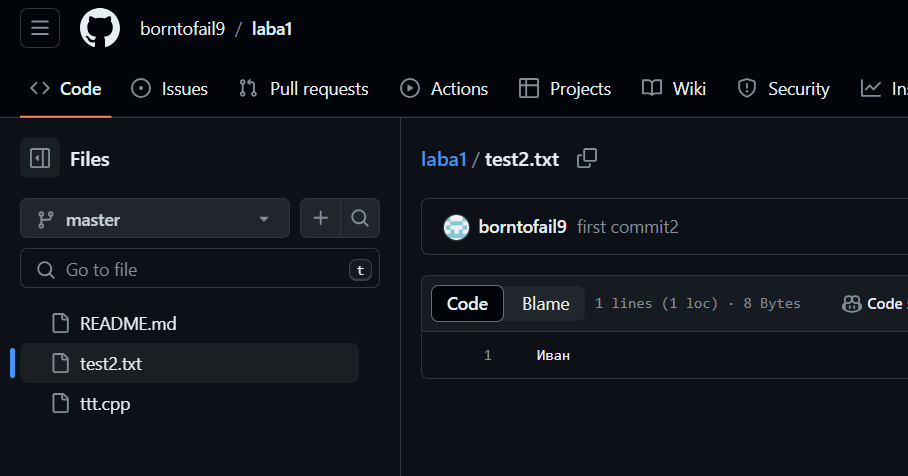 borntofail9 / laba1
Code Issues Pull requests Actions Projects Wiki Security In
Files
master
Go to file t
README.md
test2.txt
ttt.cpp
laba1 / test2.txt
borntofail9 first commit2
Code Blame 1 lines (1 loc) · 8 Bytes Code
1 Иван